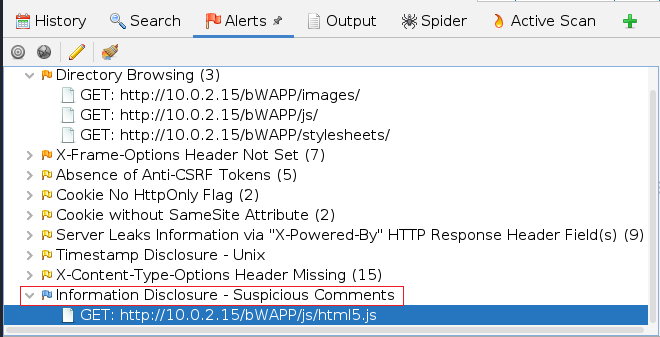 History Search Alerts Output Spider Active Scan
Directory Browsing (3)
GET: http://10.0.2.15/bWAPP/images/
GET: http://10.0.2.15/bWAPP/js/
GET: http://10.0.2.15/bWAPP/stylesheets/
X-Frame-Options Header Not Set (7)
Absence of Anti-CSRF Tokens (5)
Cookie No HttpOnly Flag (2)
Cookie without SameSite Attribute (2)
Server Leaks Information via "X-Powered-By" HTTP Response Header Field(s) (9)
Timestamp Disclosure - Unix
X-Content-Type-Options Header Missing (15)
Information Disclosure - Suspicious Comments
GET: http://10.0.2.15/bWAPP/js/html5.js